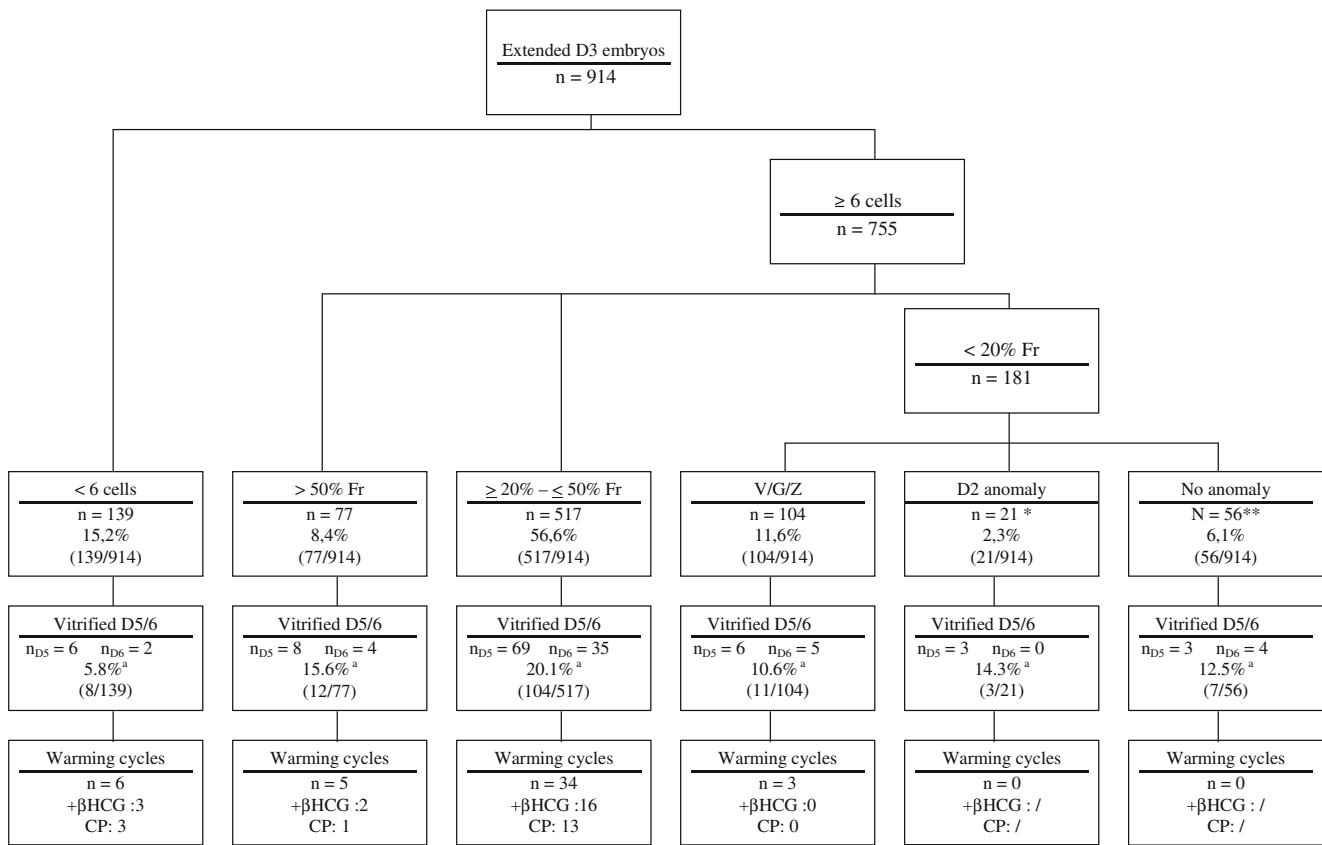 Extended D3 embryos
n = 914
≥ 6 cells
n = 755
< 20% Fr
n = 181
< 6 cells
n = 139
15,2%
(139/914)
> 50% Fr
n = 77
8,4%
(77/914)
≥ 20% – ≤ 50% Fr
n = 517
56,6%
(517/914)
V/G/Z
n = 104
11,6%
(104/914)
D2 anomaly
n = 21 *
2,3%
(21/914)
No anomaly
N = 56**
6,1%
(56/914)
Vitrified D5/6
nD5 = 6 nD6 = 2
5.8% a
(8/139)
Vitrified D5/6
nD5 = 8 nD6 = 4
15.6% a
(12/77)
Vitrified D5/6
nD5 = 69 nD6 = 35
20.1% a
(104/517)
Vitrified D5/6
nD5 = 6 nD6 = 5
10.6% a
(11/104)
Vitrified D5/6
nD5 = 3 nD6 = 0
14.3% a
(3/21)
Vitrified D5/6
nD5 = 3 nD6 = 4
12.5% a
(7/56)
Warming cycles
n = 6
+βHCG :3
CP: 3
Warming cycles
n = 5
+βHCG :2
CP: 1
Warming cycles
n = 34
+βHCG :16
CP: 13
Warming cycles
n = 3
+βHCG :0
CP: 0
Warming cycles
n = 0
+βHCG : /
CP: /
Warming cycles
n = 0
+βHCG : /
CP: /